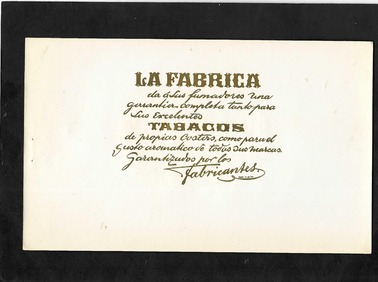 LA FABRICA
da á sus fumadores una
garantia completa tanto para
sus Excelentes
TABACOS
de propias Costers, como para el
gusto aromatico de todas sus marcas.
Garantizados por los
Fabricantes